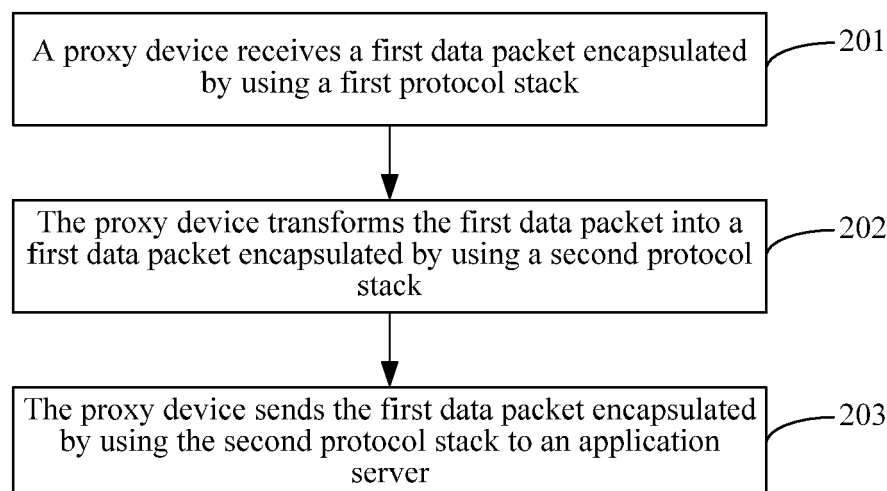 A proxy device receives a first data packet encapsulated
by using a first protocol stack
201
The proxy device transforms the first data packet into a
first data packet encapsulated by using a second protocol
stack
202
The proxy device sends the first data packet encapsulated
by using the second protocol stack to an application
server
203